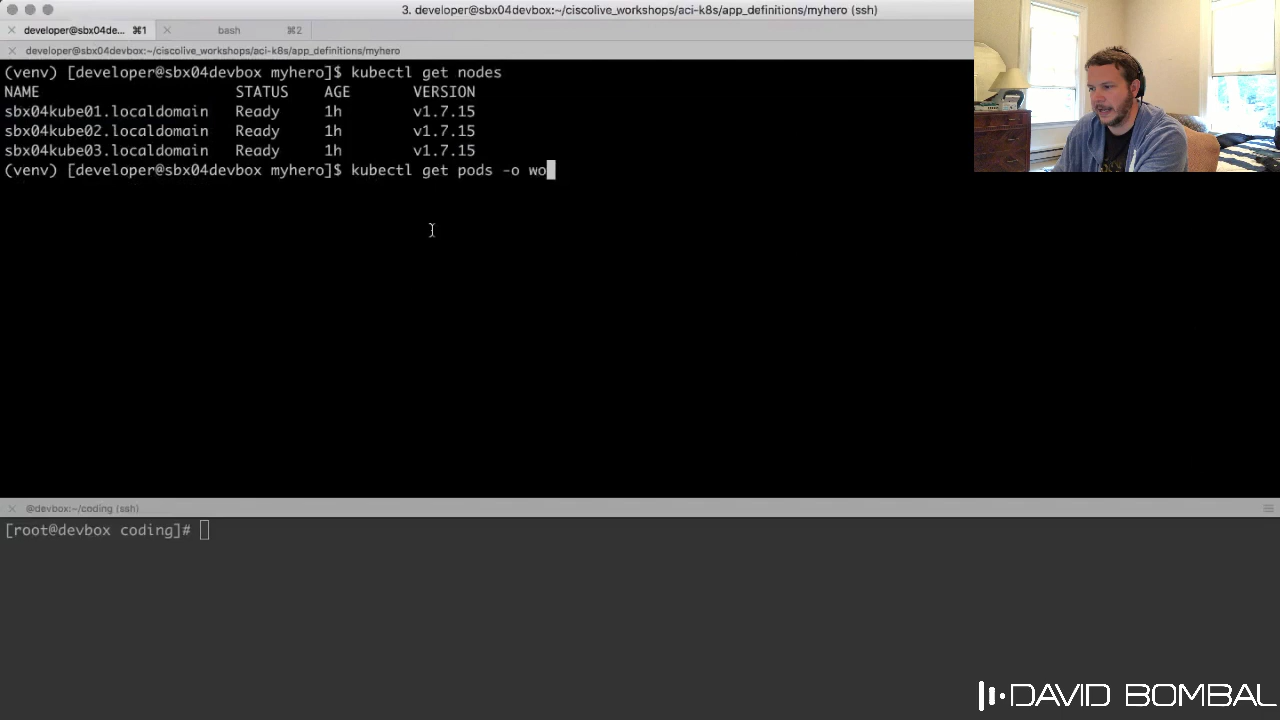 3. developer@sbx04devbox:~/ciscolive_workshops/aci-k8s/app_definitions/myhero (ssh)
developer@sbx04de... ⌘1 bash ⌘2
developer@sbx04devbox:~/ciscolive_workshops/aci-k8s/app_definitions/myhero
(venv) [developer@sbx04devbox myhero]$ kubectl get nodes
NAME STATUS AGE VERSION
sbx04kube01.localdomain Ready 1h v1.7.15
sbx04kube02.localdomain Ready 1h v1.7.15
sbx04kube03.localdomain Ready 1h v1.7.15
(venv) [developer@sbx04devbox myhero]$ kubectl get pods -o wo
@devbox:~/coding (ssh)
[root@devbox coding]#
DAVID BOMBAL